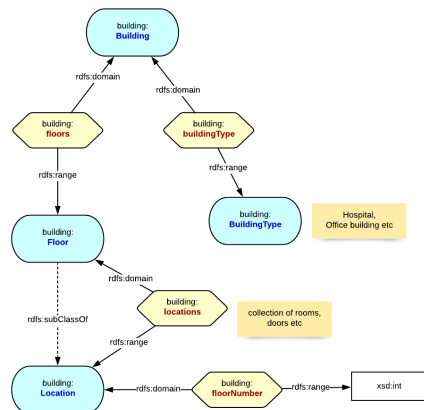 building:
Building
rdfs:domain
rdfs:domain
building:
floors
building:
buildingType
rdfs:range
rdfs:range
building:
BuildingType
Hospital,
Office building etc
building:
Floor
rdfs:domain
building:
locations
collection of rooms,
doors etc
rdfs:subClassOf
rdfs:range
building:
Location
rdfs:domain
building:
floorNumber
rdfs:range
xsd:int